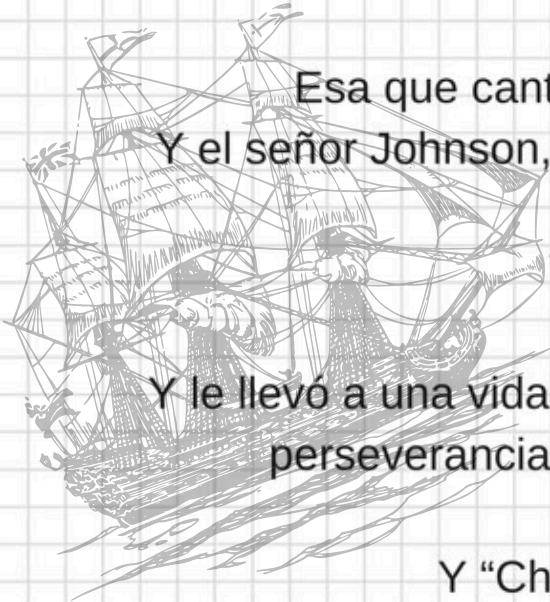 Esa que cant
Y el señor Johnson,
Y le llevó a una vida
perseverancia
Y “Ch